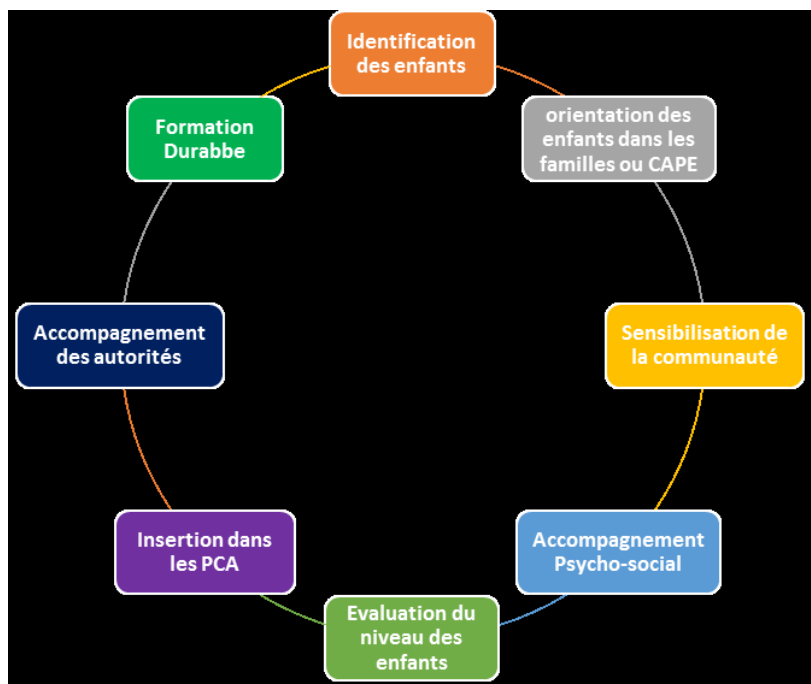 Identification
des enfants
orientation des
enfants dans les
familles ou CAPE
Sensibilisation de
la communauté
Accompagnement
Psycho-social
Evaluation du
niveau des
enfants
Insertion dans
les PCA
Accompagnement
des autorités
Formation
Durabbe